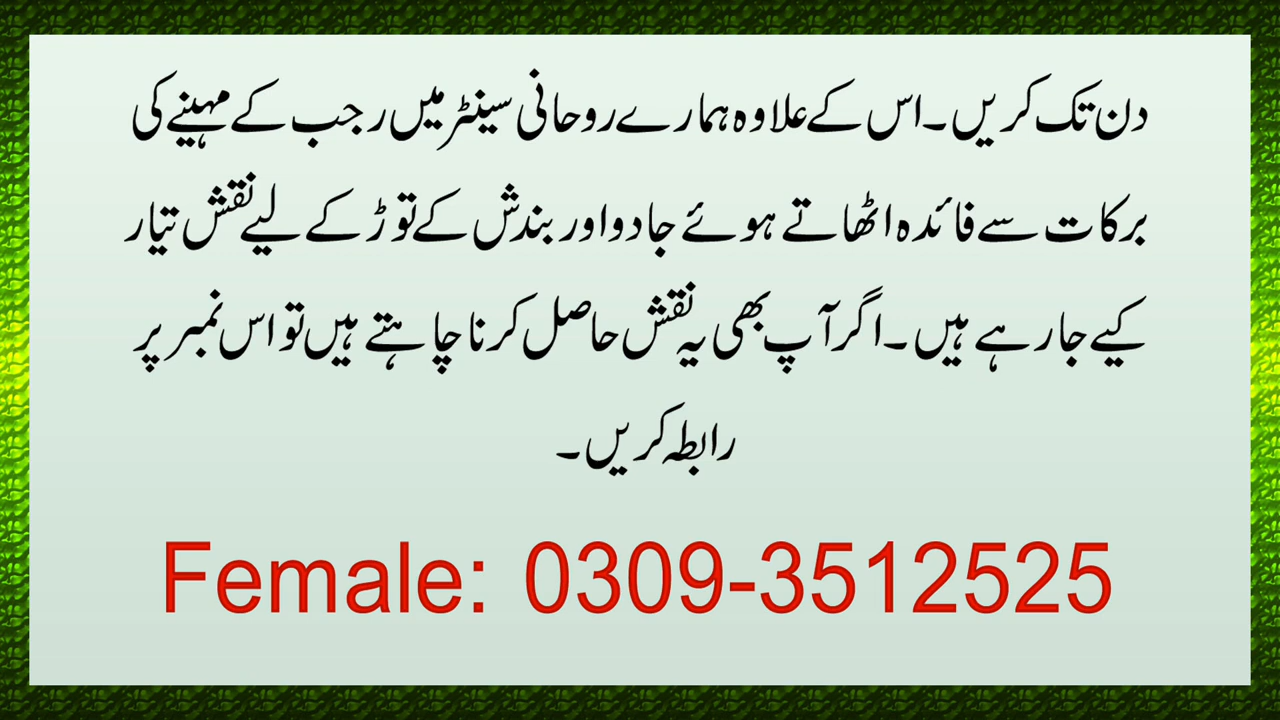 دن تک کریں۔ اس کے علاوہ ہمارے روحانی سینٹر میں رجب کے مہینے کی
برکات سے فائدہ اٹھاتے ہوئے جادو اور بندش کے توڑ کے لیے نقش تیار
کیے جا رہے ہیں۔ اگر آپ بھی یہ نقش حاصل کرنا چاہتے ہیں تو اس نمبر پر
رابطہ کریں۔
Female: 0309-3512525